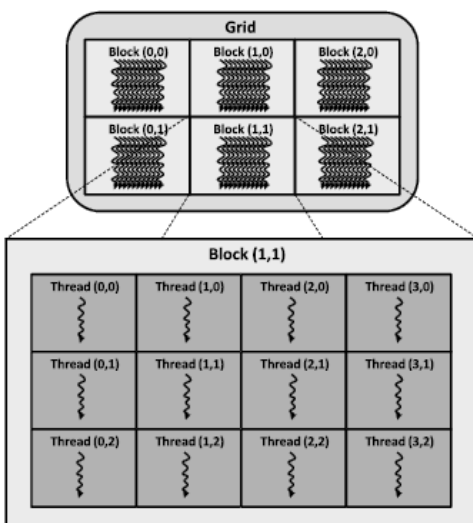 Grid
Block (0,0) Block (1,0) Block (2,0)
Block (0,1) Block (1,1) Block (2,1)
Block (1,1)
Thread (0,0) Thread (1,0) Thread (2,0) Thread (3,0)
Thread (0,1) Thread (1,1) Thread (2,1) Thread (3,1)
Thread (0,2) Thread (1,2) Thread (2,2) Thread (3,2)